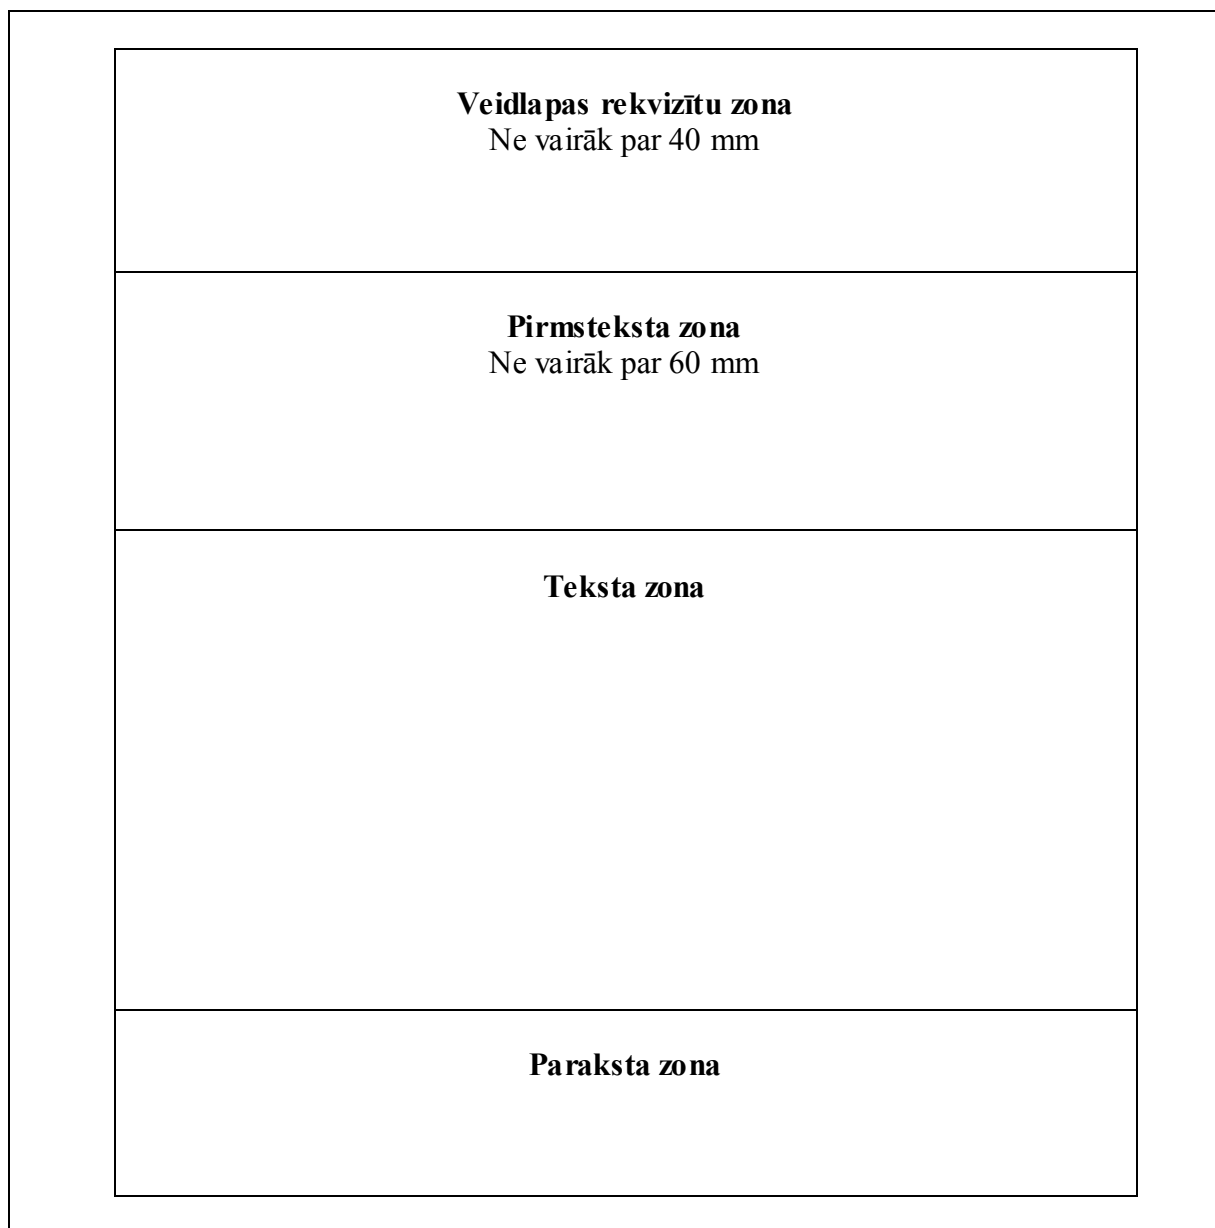 Veidlapas rekvizītu zona
Ne vairāk par 40 mm
Pirmsteksta zona
Ne vairāk par 60 mm
Teksta zona
Paraksta zona